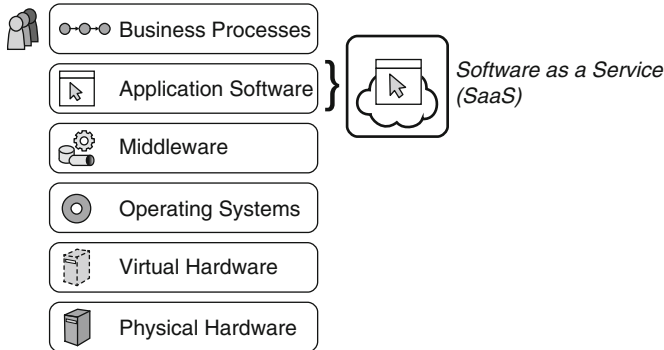 Business Processes
Application Software
Software as a Service
(SaaS)
Middleware
Operating Systems
Virtual Hardware
Physical Hardware